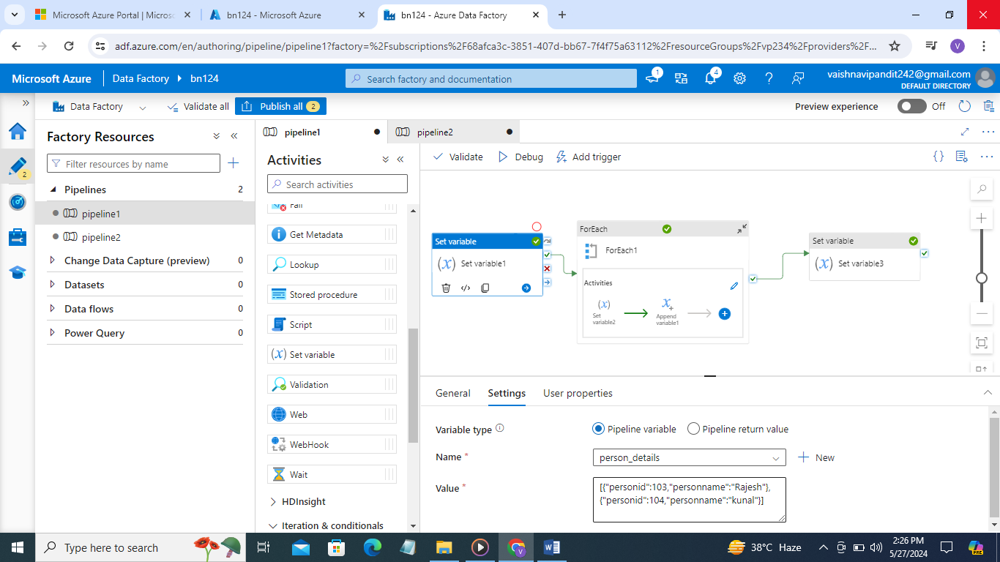 Microsoft Azure Portal | Microso
bn124 - Microsoft Azure
bn124 - Azure Data Factory
adf.azure.com/en/authoring/pipeline/pipeline1?factory=%2Fsubscriptions%2F68afca3c-3851-407d-bb67-7f4f75a63112%2FresourceGroups%2Fvp234%2Fproviders%2F...
V
Microsoft Azure
Data Factory
bn124
Search factory and documentation
1
4
vaishnavipandit242@gmail.com
DEFAULT DIRECTORY
Data Factory
Validate all
Publish all 2
Preview experience
Off
2
Factory Resources
Filter resources by name
Pipelines 2
pipeline1
pipeline2
Change Data Capture (preview) 0
Datasets 0
Data flows 0
Power Query 0
pipeline1
pipeline2
Activities
Search activities
Fail
Get Metadata
Lookup
Stored procedure
Script
(x) Set variable
Validation
Web
WebHook
Wait
HDInsight
Iteration & conditionals
Validate
Debug
Add trigger
{}
Set variable
(x) Set variable1
ForEach
ForEach1
Activities
(x)
Set
variable2
X+
Append
variable1
Set variable
(x) Set variable3
General
Settings
User properties
Variable type
Pipeline variable
Pipeline return value
Name *
person_details
New
Value *
[{"personid":103,"personname":"Rajesh"},
{"personid":104,"personname":"kunal"}]
Type here to search
V
W
38°C Haze
2:26 PM
5/27/2024
PRE